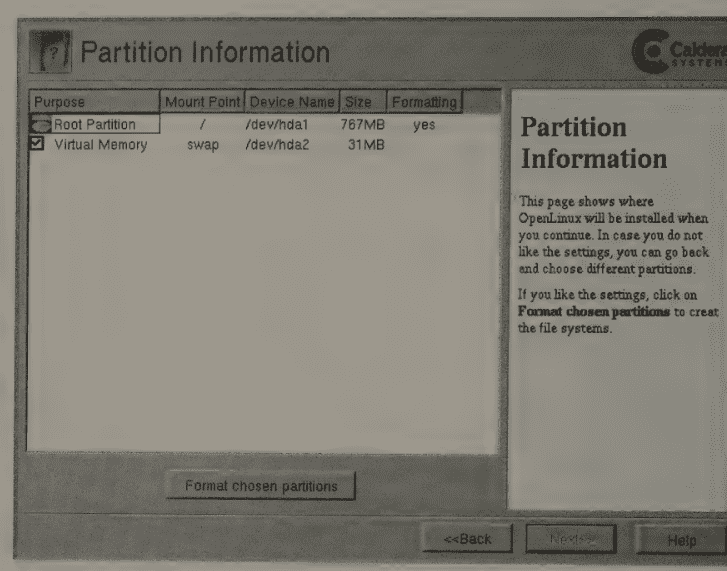 Partition Information
Caldera
SYSTEMS
Purpose Mount Point Device Name Size Formatting
Root Partition / /dev/hda1 767MB yes
Virtual Memory swap /dev/hda2 31MB
Format chosen partitions
Partition
Information
This page shows where
OpenLinux will be installed when
you continue. In case you do not
like the settings, you can go back
and choose different partitions.
If you like the settings, click on
Format chosen partitions to creat
the file systems.
<<Back Next>> Help